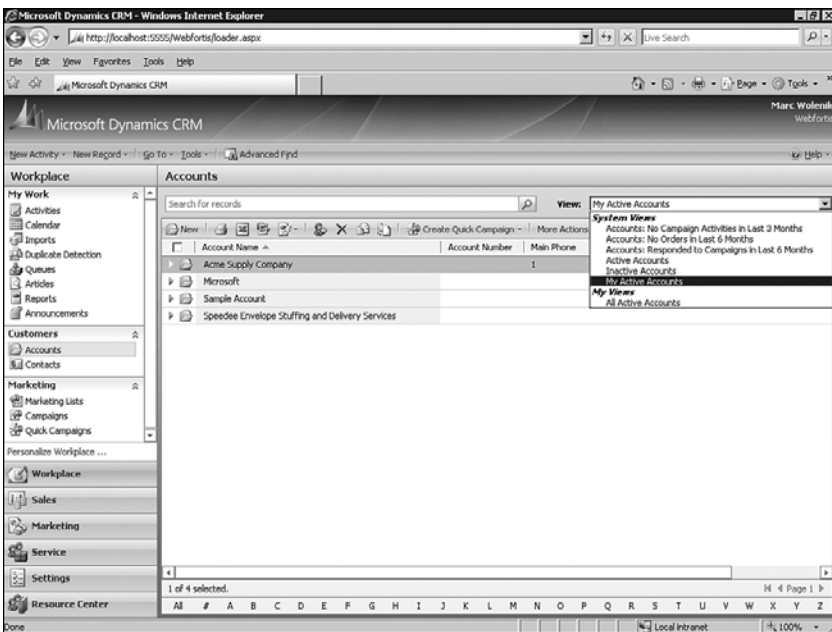 Microsoft Dynamics CRM - Windows Internet Explorer
http://localhost:5555/Webfortis/loader.aspx
Live Search
File Edit View Favorites Tools Help
Microsoft Dynamics CRM
Page Tools
Marc Wolenik
Webfortis
Microsoft Dynamics CRM
New Activity New Record Go To Tools Advanced Find
Help
Workplace
Accounts
My Work
Activities
Calendar
Imports
Duplicate Detection
Queues
Articles
Reports
Announcements
Customers
Accounts
Contacts
Marketing
Marketing Lists
Campaigns
Quick Campaigns
Personalize Workplace ...
Workplace
Sales
Marketing
Service
Settings
Resource Center
Search for records
View: My Active Accounts
New Create Quick Campaign More Actions
Account Name Account Number Main Phone
Acme Supply Company 1
Microsoft
Sample Account
Speedee Envelope Stuffing and Delivery Services
System Views
Accounts: No Campaign Activities in Last 3 Months
Accounts: No Orders in Last 6 Months
Accounts: Responded to Campaigns in Last 6 Months
Active Accounts
Inactive Accounts
My Active Accounts
My Views
All Active Accounts
1 of 4 selected.
Page 1
All # A B C D E F G H I J K L M N O P Q R S T U V W X Y Z
Done
Local intranet
100%